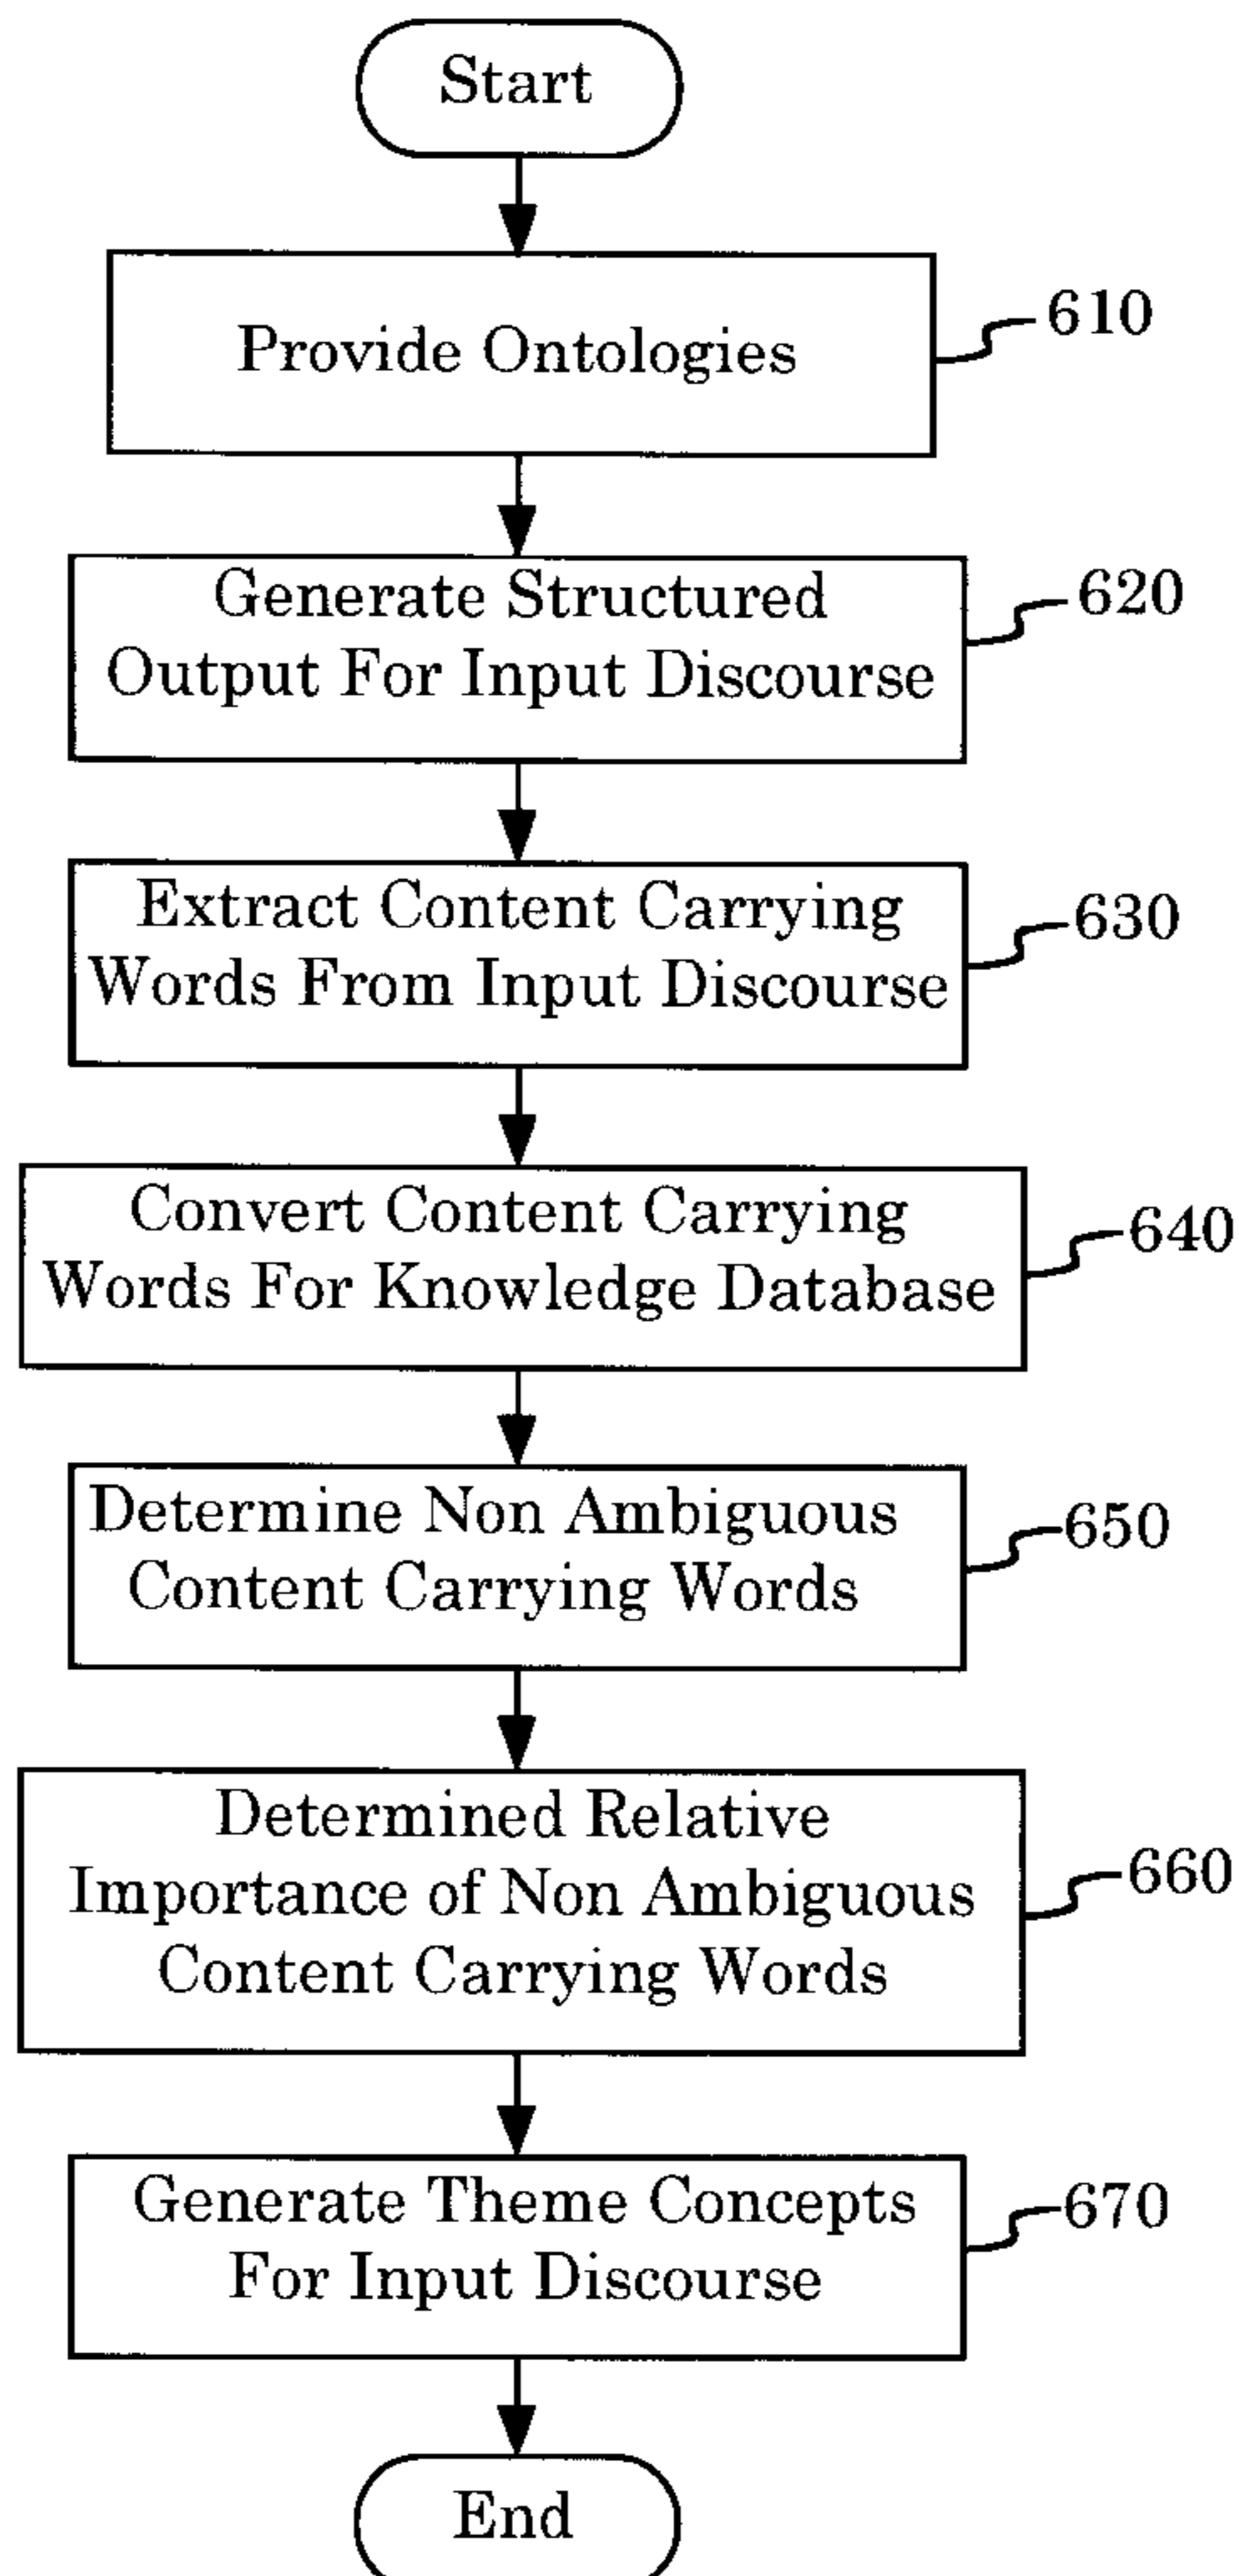 Start
Provide Ontologies
610
Generate Structured
Output For Input Discourse
620
Extract Content Carrying
Words From Input Discourse
630
Convert Content Carrying
Words For Knowledge Database
640
Determine Non Ambiguous
Content Carrying Words
650
Determined Relative
Importance of Non Ambiguous
Content Carrying Words
660
Generate Theme Concepts
For Input Discourse
670
End